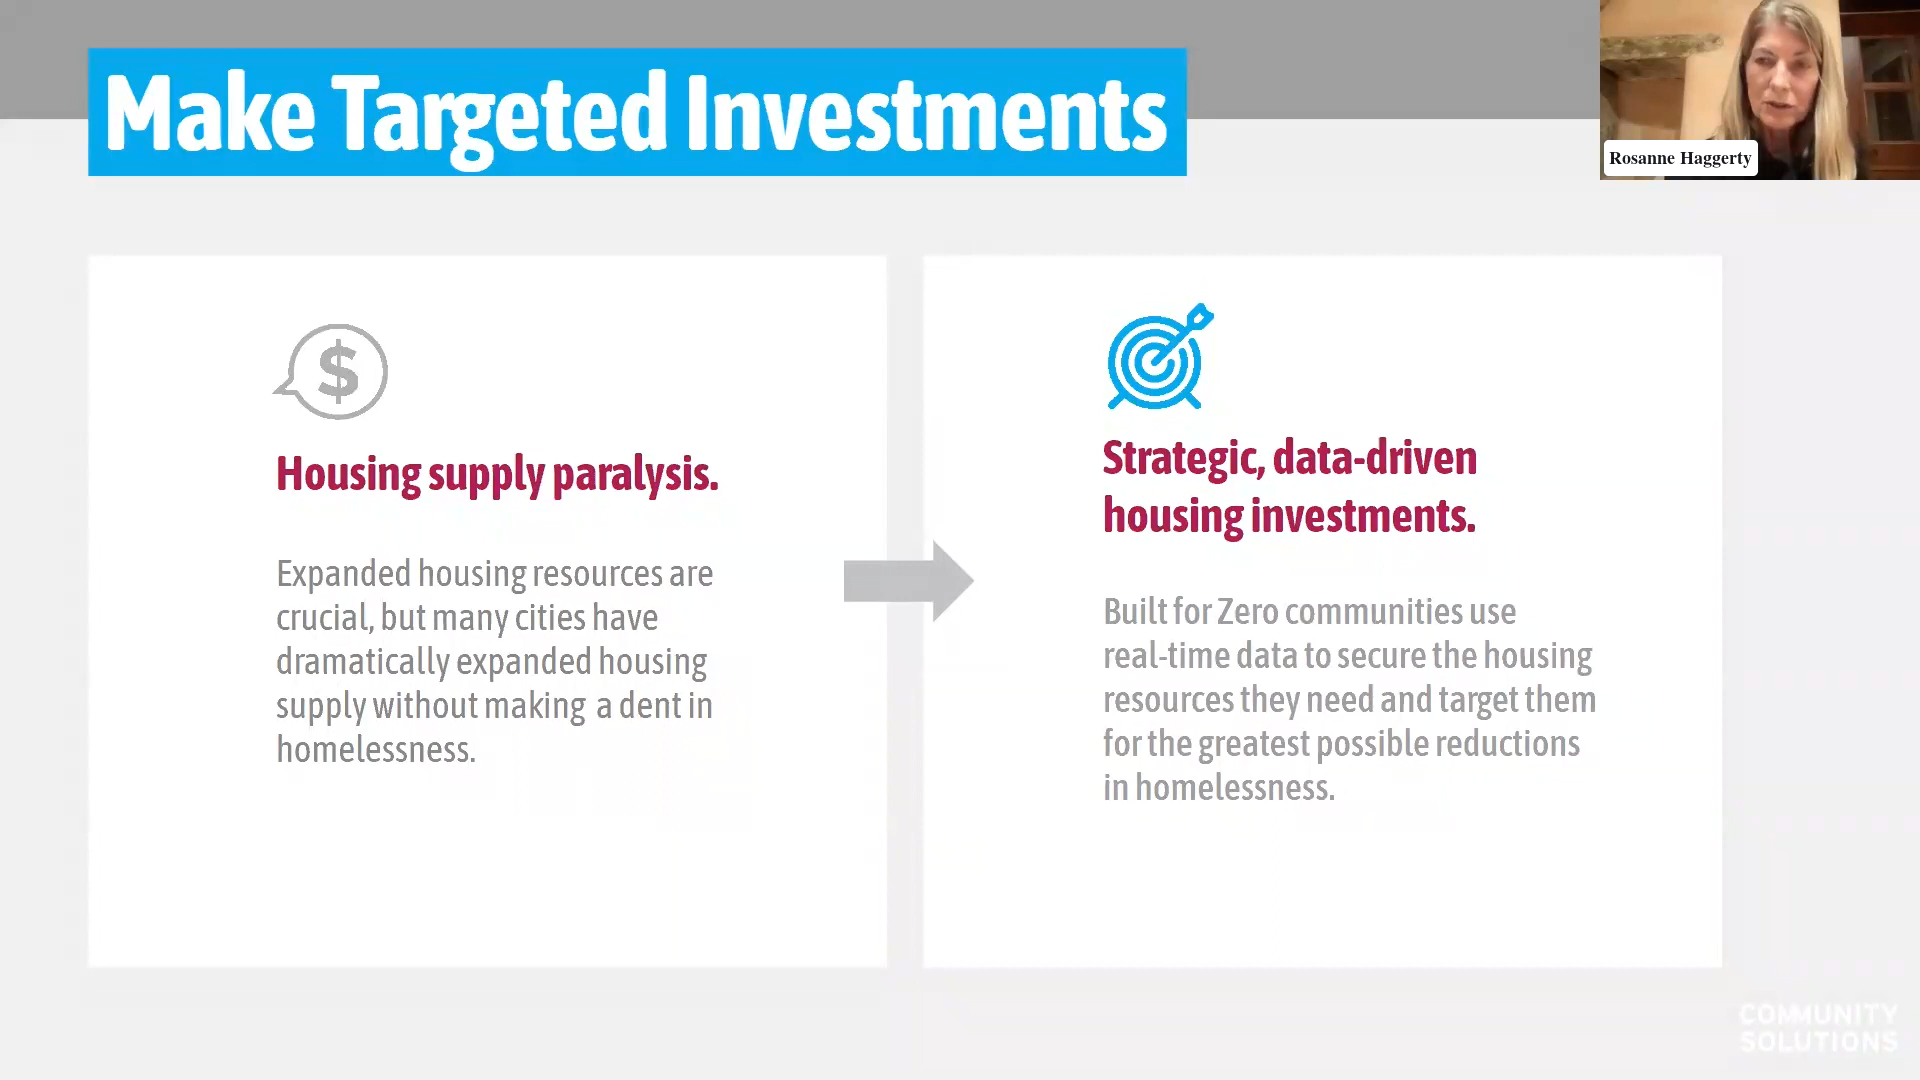 Make Targeted Investments
Rosanne Haggerty
$
Housing supply paralysis.
Expanded housing resources are
crucial, but many cities have
dramatically expanded housing
supply without making a dent in
homelessness.
Strategic, data-driven
housing investments.
Built for Zero communities use
real-time data to secure the housing
resources they need and target them
for the greatest possible reductions
in homelessness.
COMMUNITY
SOLUTIONS